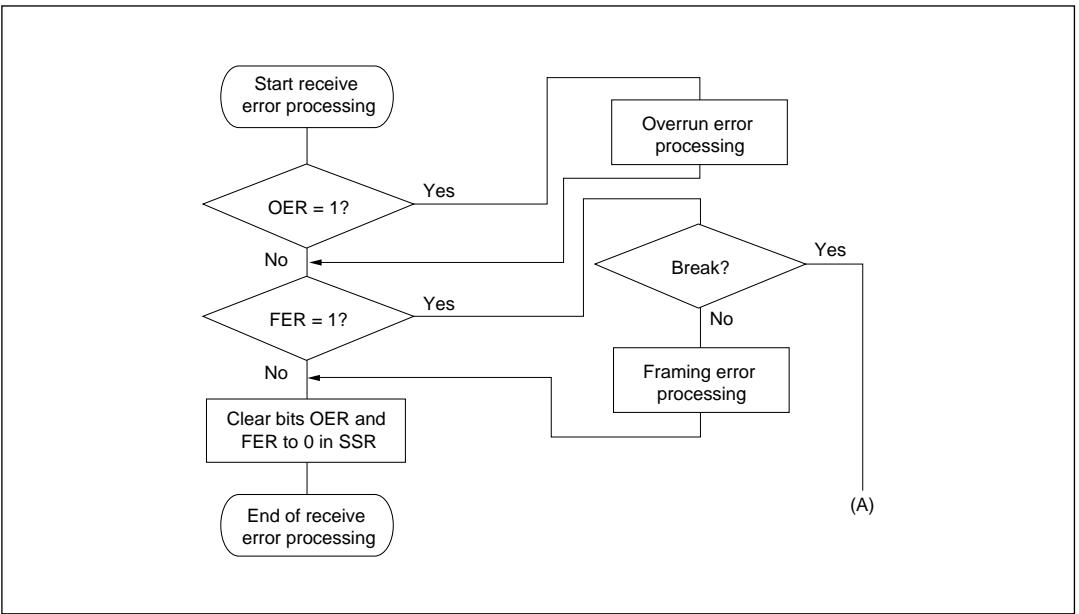 Start receive
error processing
OER = 1?
Yes
Overrun error
processing
No
FER = 1?
Yes
Break?
Yes
No
Framing error
processing
No
Clear bits OER and
FER to 0 in SSR
End of receive
error processing
(A)